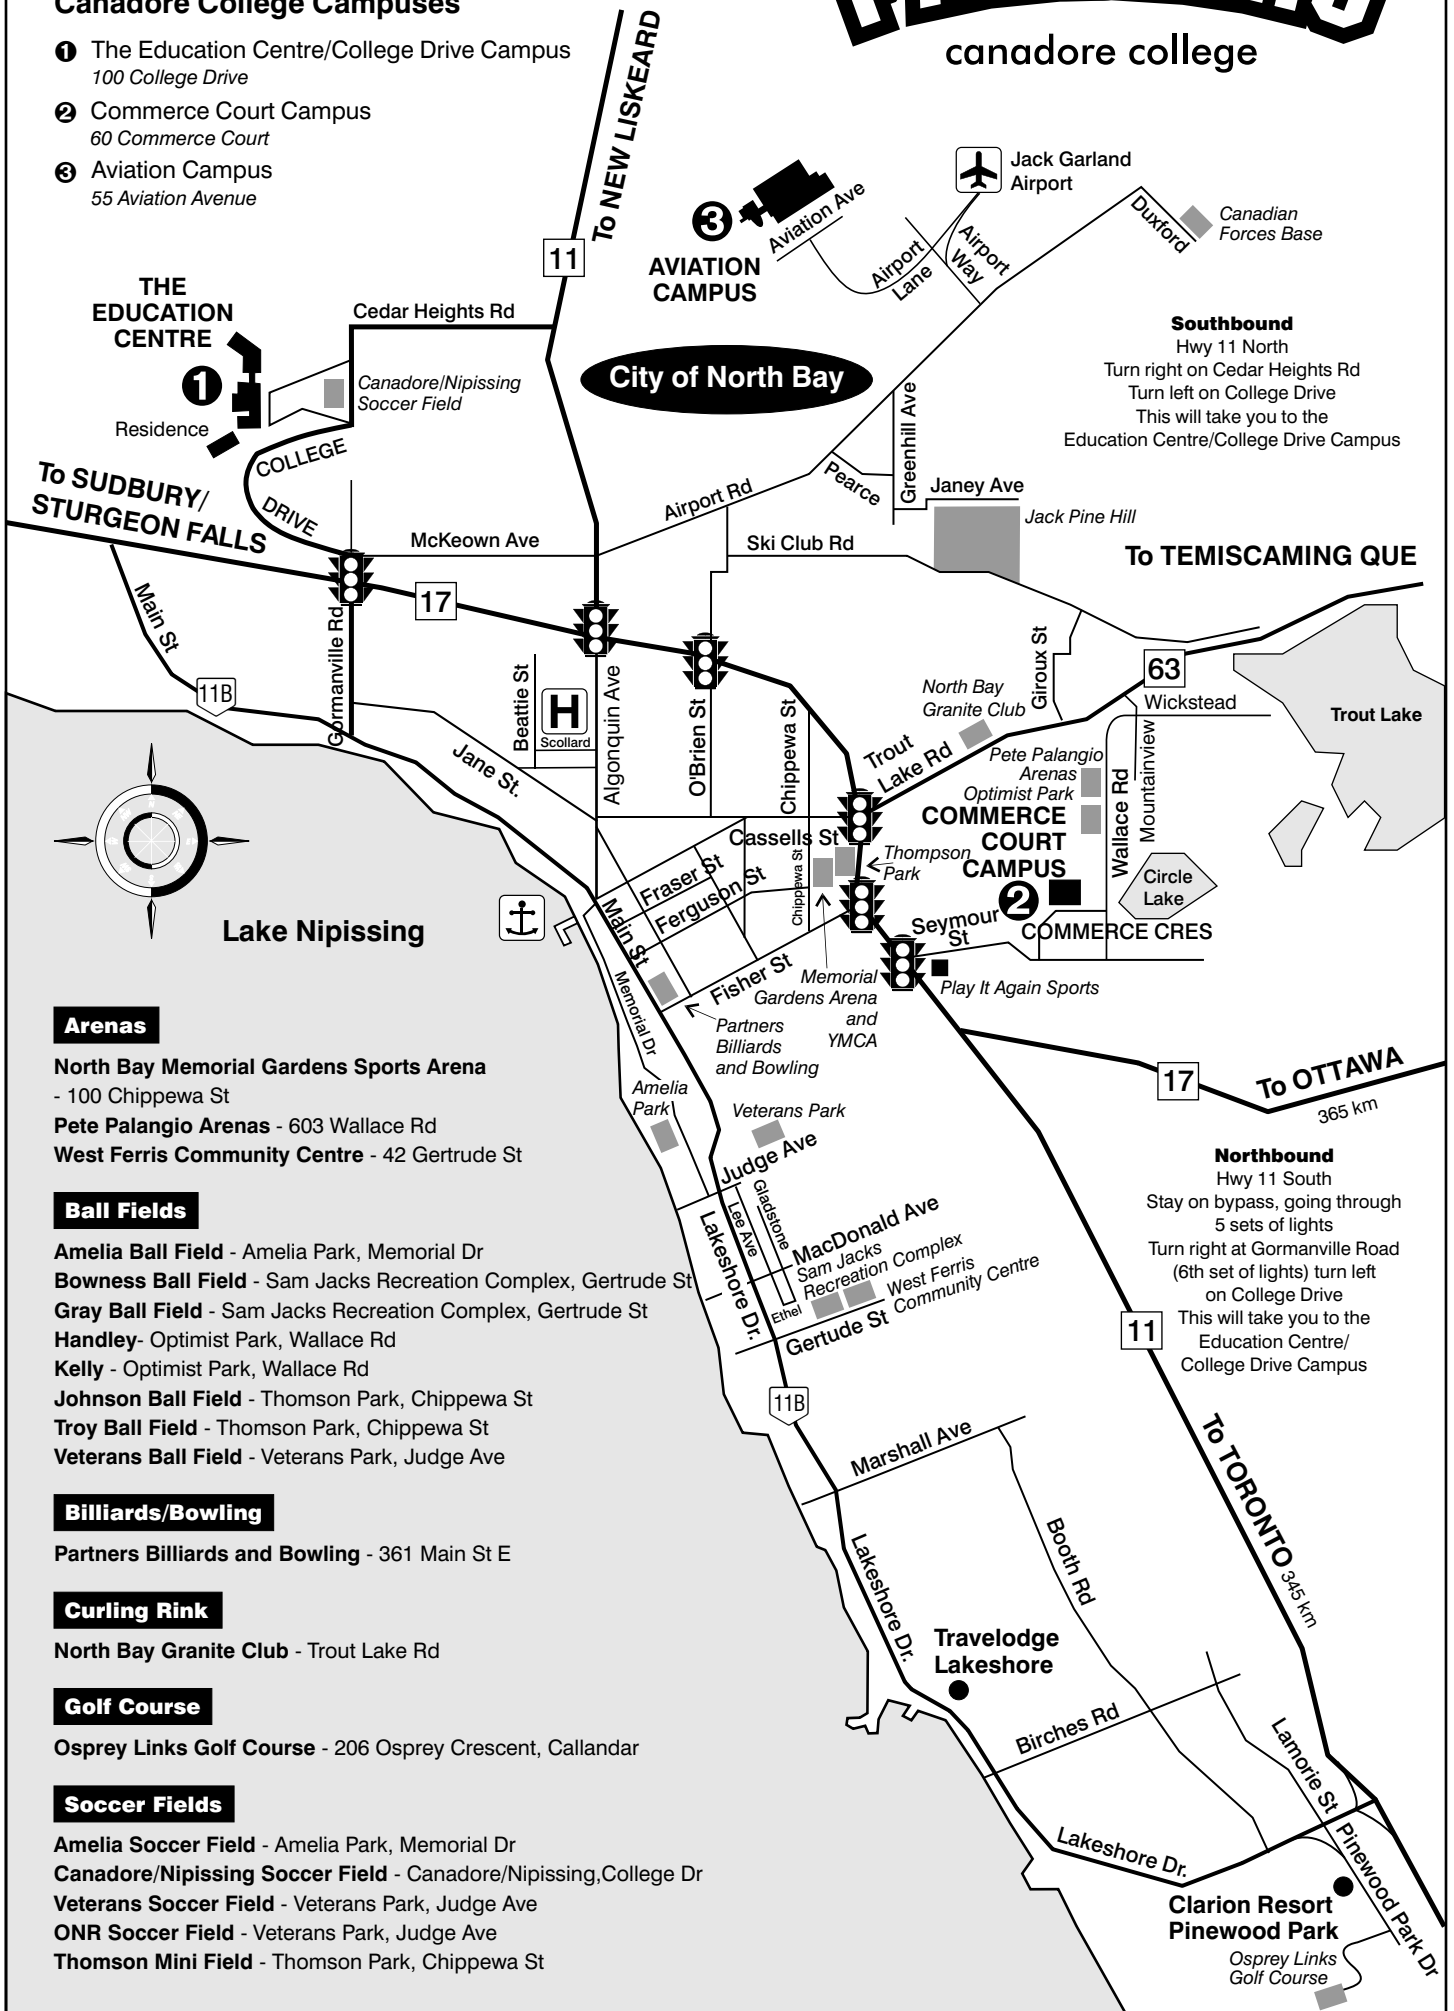 Canadore College Campuses
1 The Education Centre/College Drive Campus
100 College Drive
2 Commerce Court Campus
60 Commerce Court
3 Aviation Campus
55 Aviation Avenue
canadore college
To NEW LISKEARD
11
3
AVIATION
CAMPUS
Aviation Ave
Jack Garland
Airport
Airport
Lane
Airport
Way
Duxford
Canadian
Forces Base
THE
EDUCATION
CENTRE
1
Residence
Cedar Heights Rd
Canadore/Nipissing
Soccer Field
COLLEGE
DRIVE
City of North Bay
Southbound
Hwy 11 North
Turn right on Cedar Heights Rd
Turn left on College Drive
This will take you to the
Education Centre/College Drive Campus
To SUDBURY/
STURGEON FALLS
McKeown Ave
Airport Rd
Pearce
Greenhill Ave
Janey Ave
Jack Pine Hill
Ski Club Rd
To TEMISCAMING QUE
17
Main St
11B
Gormanville Rd
Beattie St
H
Scollard
Algonquin Ave
O'Brien St
Chippewa St
Jane St.
Giroux St
63
North Bay
Granite Club
Trout
Lake Rd
Wickstead
Trout Lake
Pete Palangio
Arenas
Optimist Park
Wallace Rd
Mountainview
COMMERCE
COURT
CAMPUS
2
Circle
Lake
COMMERCE CRES
Cassells St
Thompson
Park
Chippewa St
Fraser St
Ferguson St
Main St
Fisher St
Seymour
St
Play It Again Sports
Memorial
Gardens Arena
and
YMCA
Partners
Billiards
and Bowling
Memorial Dr
Lake Nipissing
Amelia
Park
Veterans Park
Judge Ave
Gladstone
Lee Ave
MacDonald Ave
Sam Jacks
Recreation Complex
West Ferris
Community Centre
Ethel
Gertude St
Lakeshore Dr.
11B
17
To OTTAWA
365 km
Northbound
Hwy 11 South
Stay on bypass, going through
5 sets of lights
Turn right at Gormanville Road
(6th set of lights) turn left
on College Drive
This will take you to the
Education Centre/
College Drive Campus
11
To TORONTO 345 km
Marshall Ave
Booth Rd
Lakeshore Dr.
Travelodge
Lakeshore
Birches Rd
Lamorie St
Lakeshore Dr.
Pinewood Park Dr
Clarion Resort
Pinewood Park
Osprey Links
Golf Course
Arenas
North Bay Memorial Gardens Sports Arena
- 100 Chippewa St
Pete Palangio Arenas - 603 Wallace Rd
West Ferris Community Centre - 42 Gertrude St
Ball Fields
Amelia Ball Field - Amelia Park, Memorial Dr
Bowness Ball Field - Sam Jacks Recreation Complex, Gertrude St
Gray Ball Field - Sam Jacks Recreation Complex, Gertrude St
Handley- Optimist Park, Wallace Rd
Kelly - Optimist Park, Wallace Rd
Johnson Ball Field - Thomson Park, Chippewa St
Troy Ball Field - Thomson Park, Chippewa St
Veterans Ball Field - Veterans Park, Judge Ave
Billiards/Bowling
Partners Billiards and Bowling - 361 Main St E
Curling Rink
North Bay Granite Club - Trout Lake Rd
Golf Course
Osprey Links Golf Course - 206 Osprey Crescent, Callandar
Soccer Fields
Amelia Soccer Field - Amelia Park, Memorial Dr
Canadore/Nipissing Soccer Field - Canadore/Nipissing,College Dr
Veterans Soccer Field - Veterans Park, Judge Ave
ONR Soccer Field - Veterans Park, Judge Ave
Thomson Mini Field - Thomson Park, Chippewa St